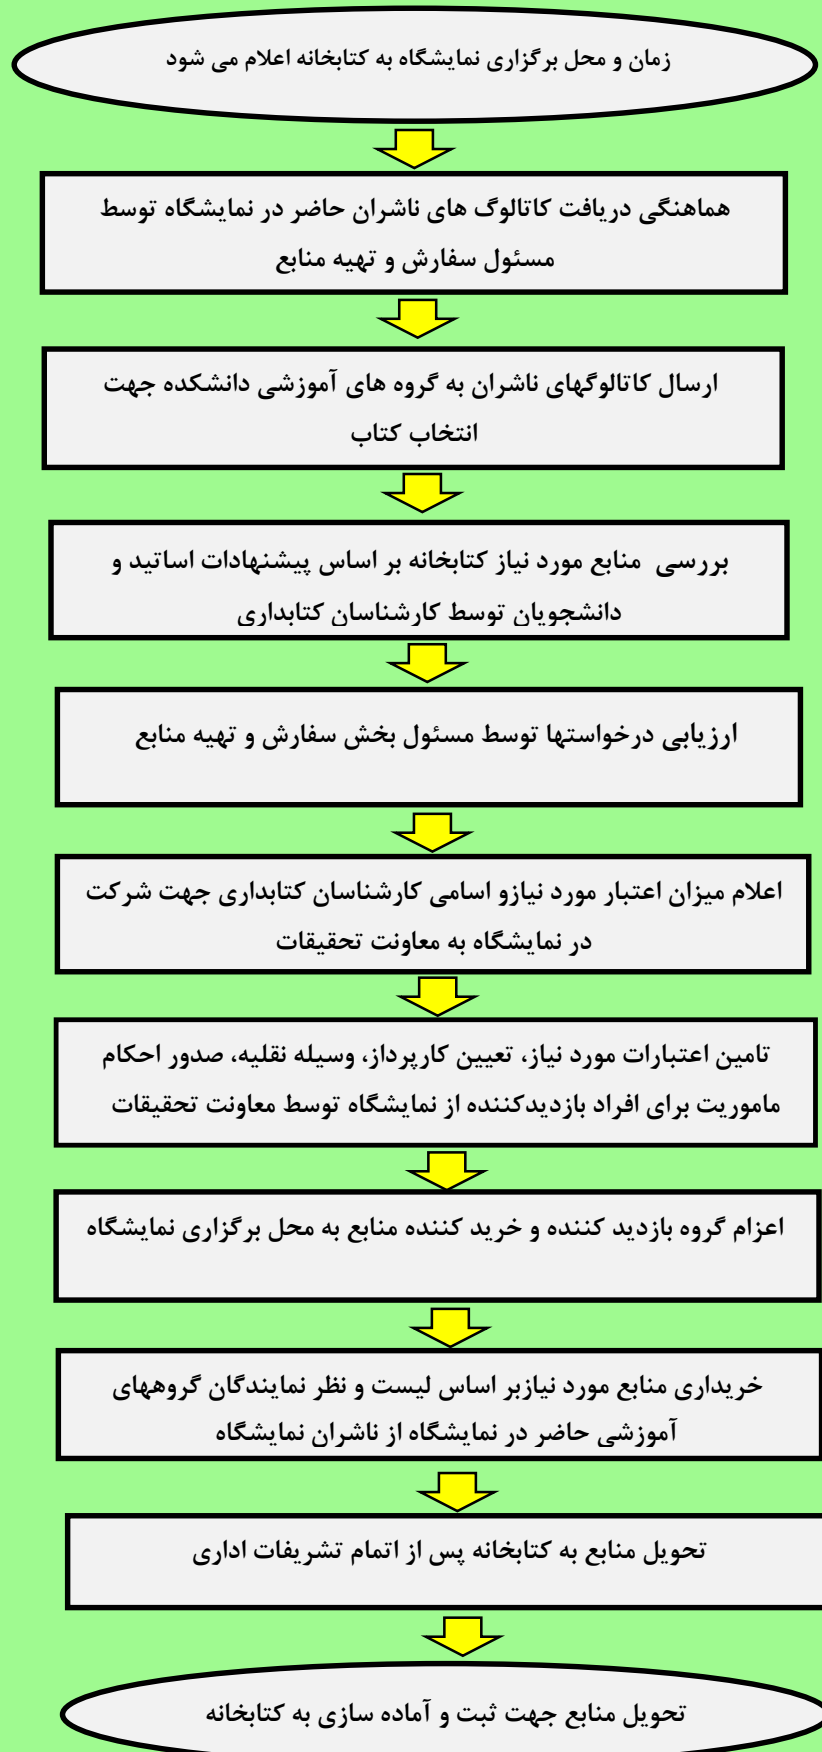 زمان و محل برگزاری نمایشگاه به کتابخانه اعلام می شود
هماهنگی دریافت کاتالوگ های ناشران حاضر در نمایشگاه توسط
مسئول سفارش و تهیه منابع
ارسال کاتالوگهای ناشران به گروه های آموزشی دانشکده جهت
انتخاب کتاب
بررسی منابع مورد نیاز کتابخانه بر اساس پیشنهادات اساتید و
دانشجویان توسط کارشناسان کتابداری
ارزیابی درخواستها توسط مسئول بخش سفارش و تهیه منابع
اعلام میزان اعتبار مورد نیازو اسامی کارشناسان کتابداری جهت شرکت
در نمایشگاه به معاونت تحقیقات
تامین اعتبارات مورد نیاز، تعیین کارپرداز، وسیله نقلیه، صدور احکام
ماموریت برای افراد بازدیدکننده از نمایشگاه توسط معاونت تحقیقات
اعزام گروه بازدید کننده و خرید کننده منابع به محل برگزاری نمایشگاه
خریداری منابع مورد نیازبر اساس لیست و نظر نمایندگان گروههای
آموزشی حاضر در نمایشگاه از ناشران نمایشگاه
تحویل منابع به کتابخانه پس از اتمام تشریفات اداری
تحویل منابع جهت ثبت و آماده سازی به کتابخانه